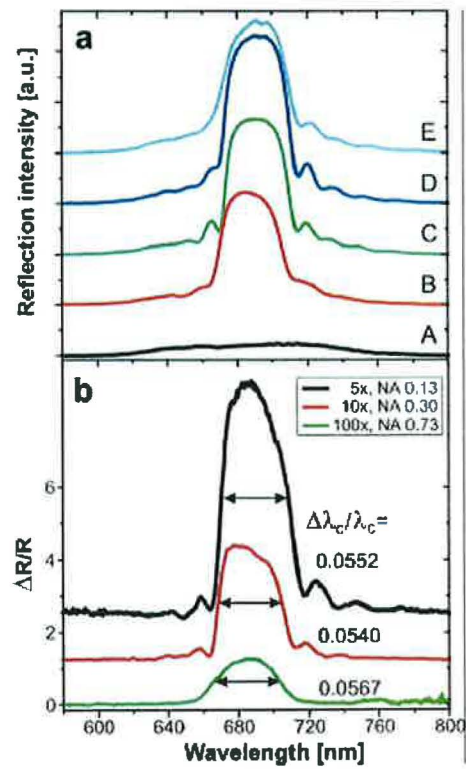 a
Reflection intensity [a.u.]
E
D
C
B
A
b
5x, NA 0.13
10x, NA 0.30
100x, NA 0.73
Δλc/λc=
0.0552
0.0540
0.0567
ΔR/R
6
4
2
0
600 640 680 720 760 800
Wavelength [nm]